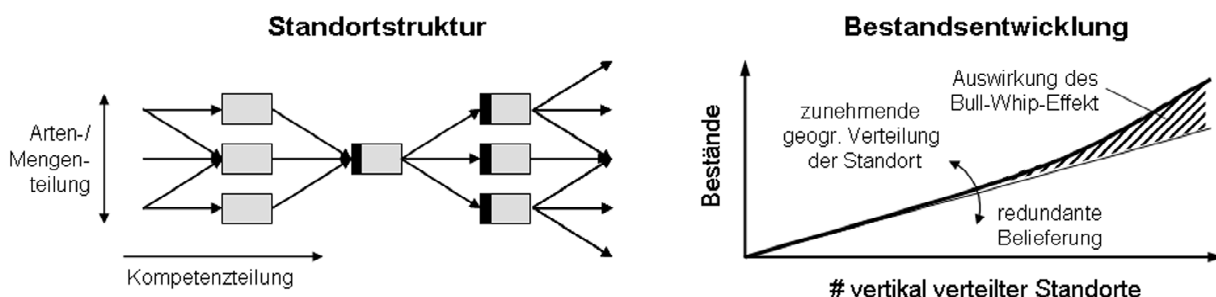 Standortstruktur
Arten-/
Mengen-
teilung
Kompetenzteilung
Bestandsentwicklung
Auswirkung des
Bull-Whip-Effekt
zunehmende
geogr. Verteilung
der Standort
redundante
Belieferung
Bestände
# vertikal verteilter Standorte